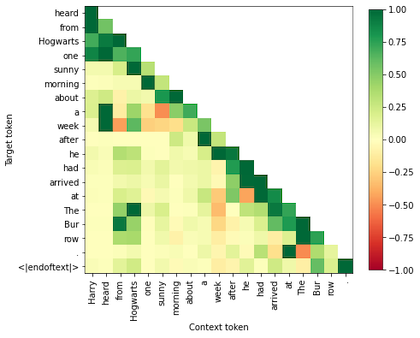 heard
from
Hogwarts
one
sunny
morning
about
a
week
after
he
had
arrived
at
The
Bur
row
.
<|endoftext|>
Target token
Harry
heard
from
Hogwarts
one
sunny
morning
about
a
week
after
he
had
arrived
at
The
Bur
row
.
Context token
1.00
0.75
0.50
0.25
0.00
−0.25
−0.50
−0.75
−1.00